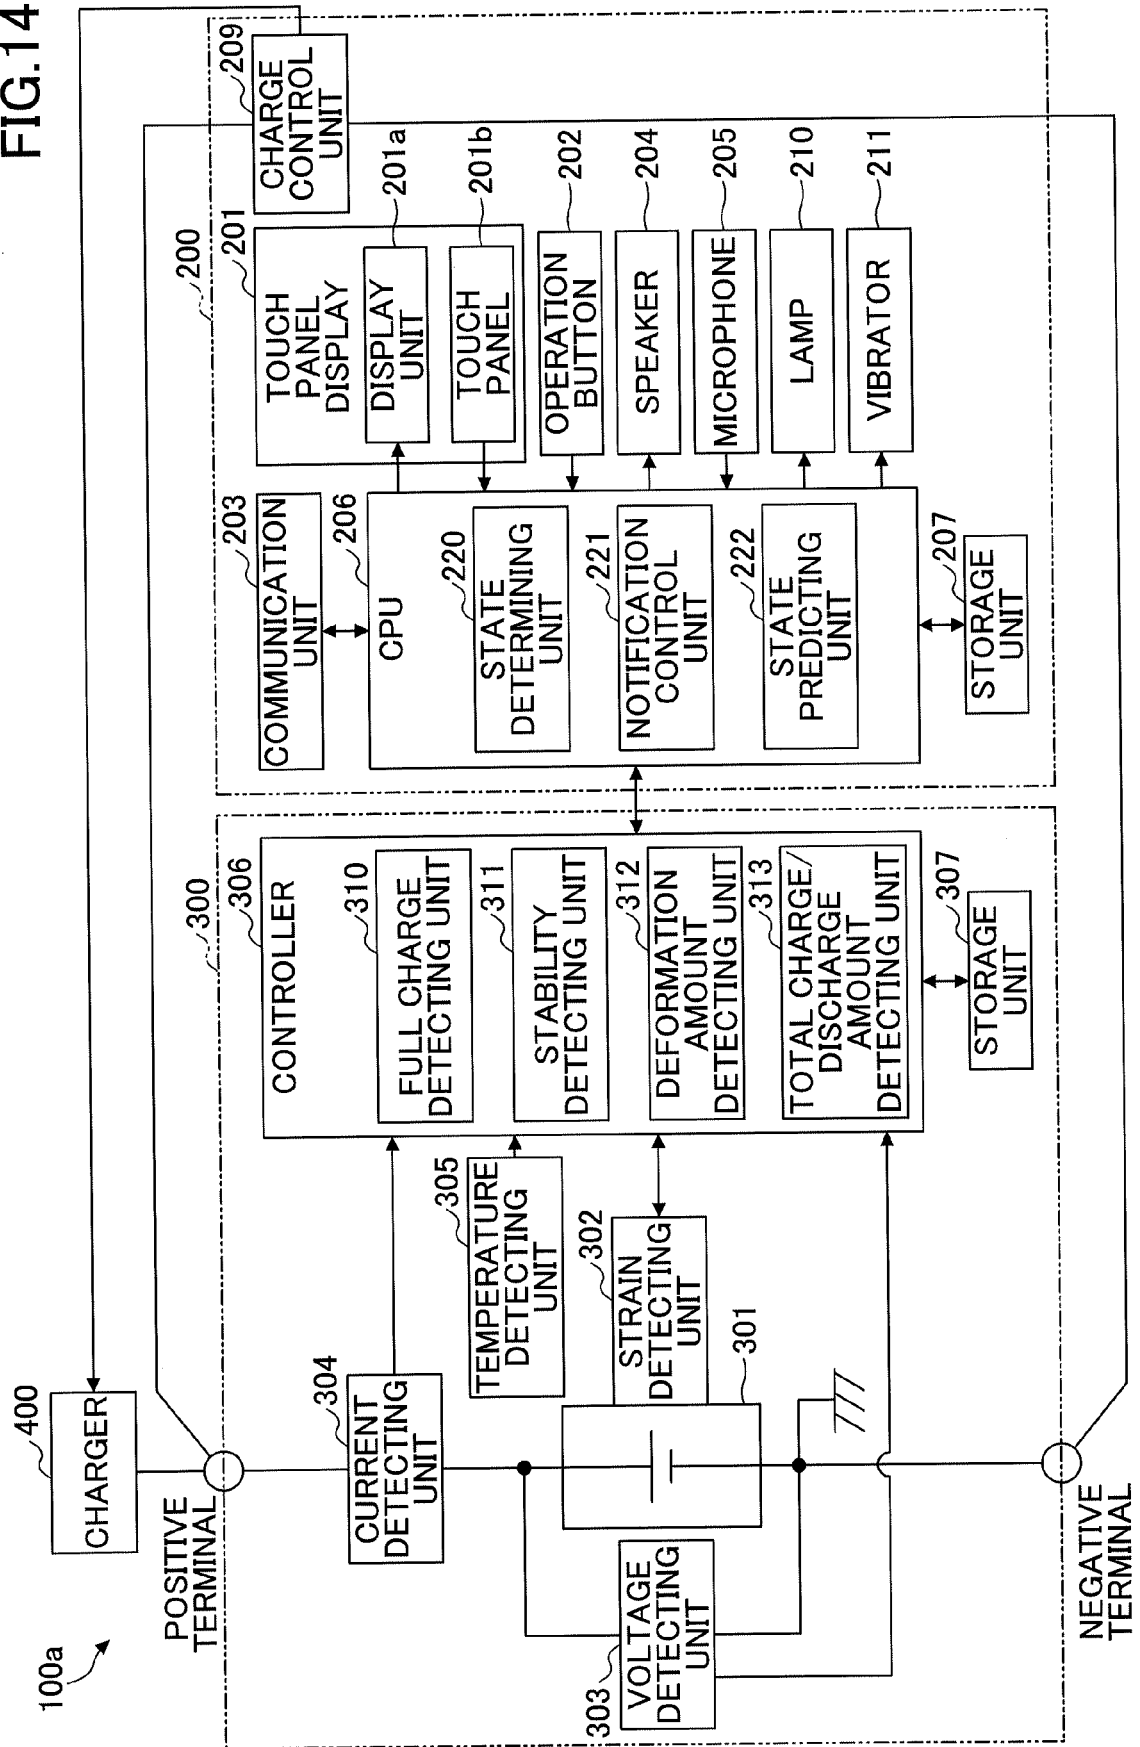 FIG.14
100a
400
CHARGER
POSITIVE
TERMINAL
300
304
CURRENT
DETECTING
UNIT
303
VOLTAGE
DETECTING
UNIT
301
302
STRAIN
DETECTING
UNIT
305
TEMPERATURE
DETECTING
UNIT
NEGATIVE
TERMINAL
306
CONTROLLER
310
FULL CHARGE
DETECTING UNIT
311
STABILITY
DETECTING UNIT
312
DEFORMATION
AMOUNT
DETECTING UNIT
313
TOTAL CHARGE/
DISCHARGE
AMOUNT
DETECTING UNIT
307
STORAGE
UNIT
200
203
COMMUNICATION
UNIT
206
CPU
220
STATE
DETERMINING
UNIT
221
NOTIFICATION
CONTROL
UNIT
222
STATE
PREDICTING
UNIT
207
STORAGE
UNIT
201
TOUCH
PANEL
DISPLAY
201a
DISPLAY
UNIT
201b
TOUCH
PANEL
202
OPERATION
BUTTON
204
SPEAKER
205
MICROPHONE
210
LAMP
211
VIBRATOR
209
CHARGE
CONTROL
UNIT